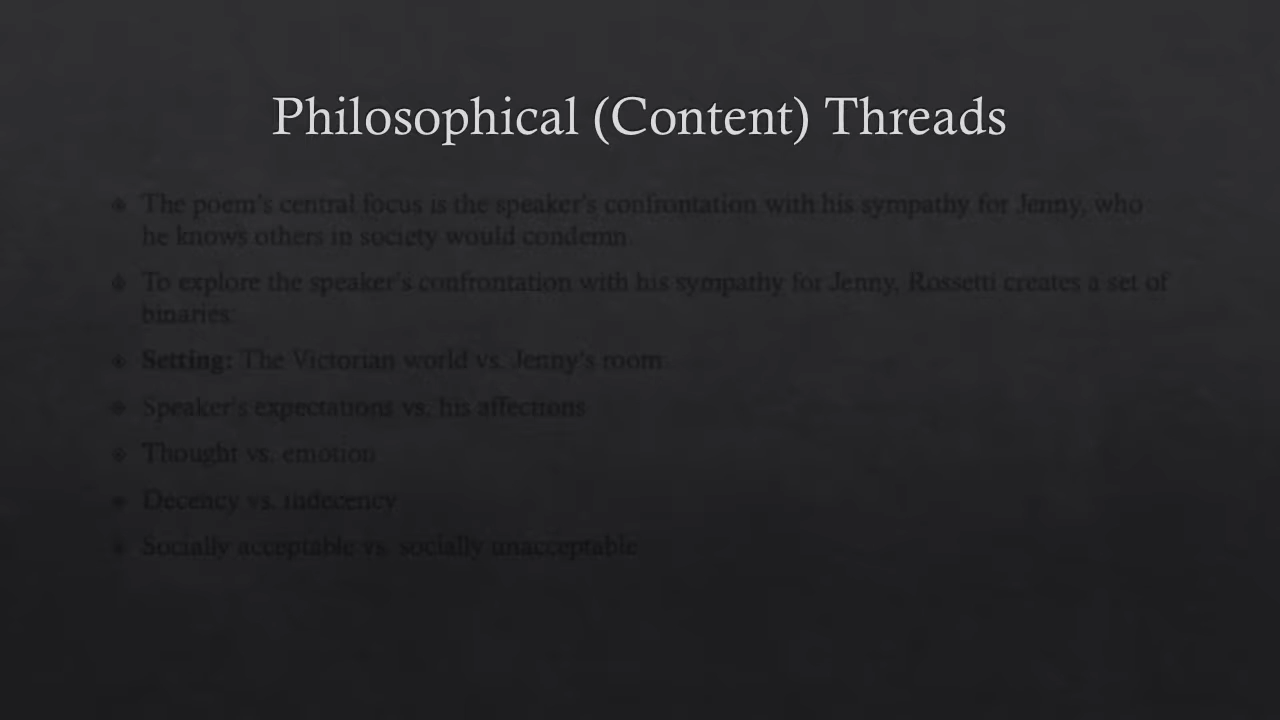 Philosophical (Content) Threads
The poem's central focus is the speaker's confrontation with his sympathy for Jenny, who
he knows others in society would condemn.
To explore the speaker's confrontation with his sympathy for Jenny, Rossetti creates a set of
binaries:
Setting: The Victorian world vs. Jenny's room
Speaker's expectations vs. his affections
Thought vs. emotion
Decency vs. indecency
Socially acceptable vs. socially unacceptable